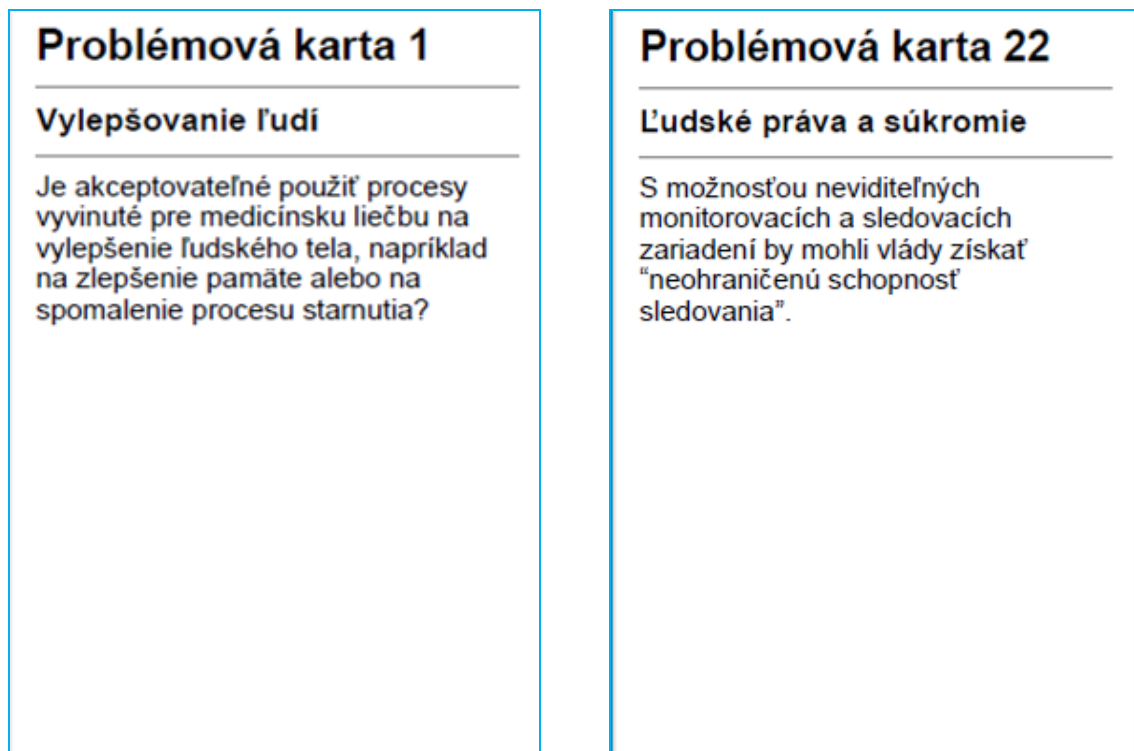 Problémová karta 1
Vylepšovanie ľudí
Je akceptovateľné použiť procesy
vyvinuté pre medicínsku liečbu na
vylepšenie ľudského tela, napríklad
na zlepšenie pamäte alebo na
spomalenie procesu starnutia?
Problémová karta 22
Ľudské práva a súkromie
S možnosťou neviditeľných
monitorovacích a sledovacích
zariadení by mohli vlády získať
“neohraničenú schopnosť
sledovania”.